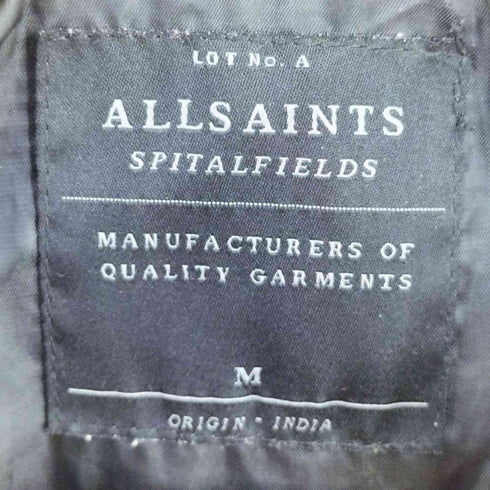 LOT No. A
ALLSAINTS
SPITALFIELDS
MANUFACTURERS OF
QUALITY GARMENTS
M
ORIGIN - INDIA